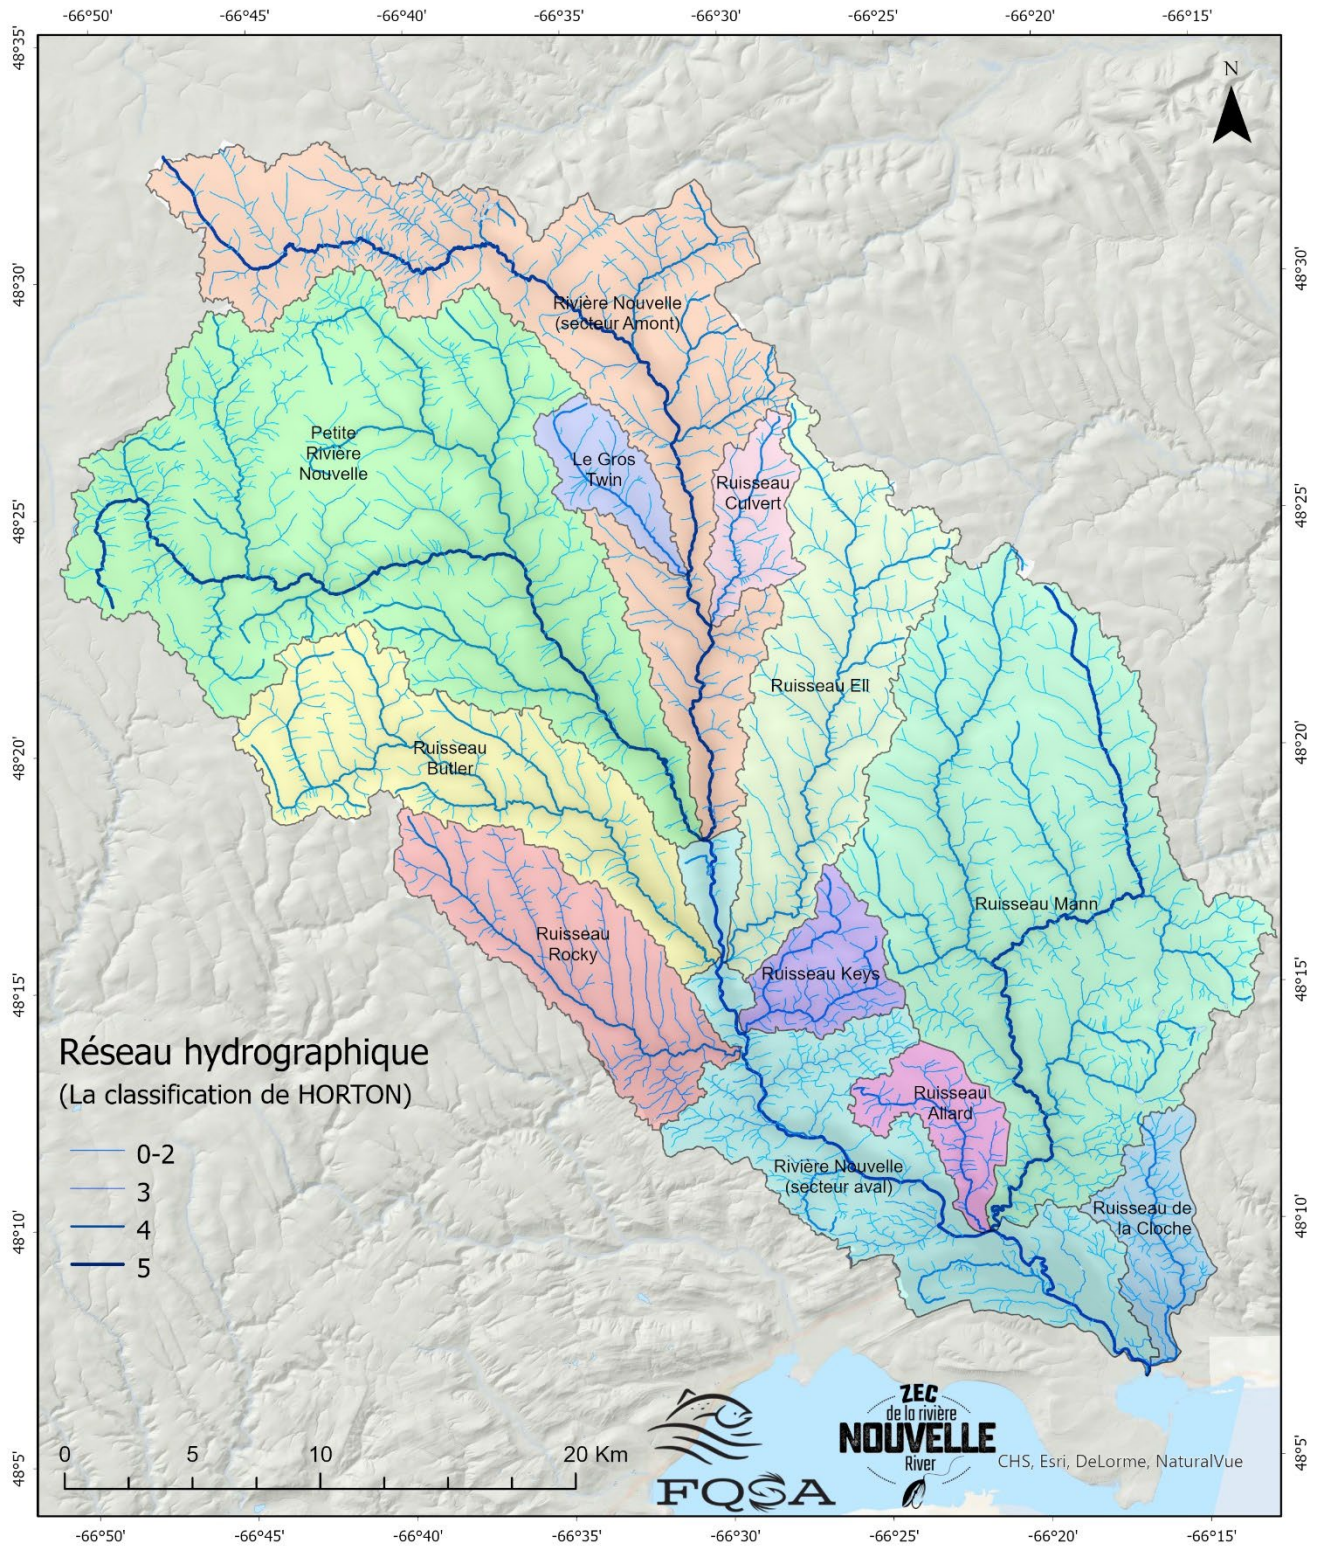 -66°50' -66°45' -66°40' -66°35' -66°30' -66°25' -66°20' -66°15'
48°35'
N
48°30' 48°30'
Rivière Nouvelle
(secteur Amont)
Petite
Rivière
Nouvelle
Le Gros
Twin
Ruisseau
Culvert
48°25' 48°25'
Ruisseau Ell
48°20' 48°20'
Ruisseau
Butler
Ruisseau Mann
Ruisseau
Rocky
Ruisseau Keys
48°15' 48°15'
Réseau hydrographique
(La classification de HORTON)
0-2
3
4
5
Ruisseau
Allard
Rivière Nouvelle
(secteur aval)
Ruisseau de
la Cloche
48°10' 48°10'
ZEC
de la rivière
NOUVELLE
River
FQSA
CHS, Esri, DeLorme, NaturalVue
0 5 10 20 Km
48°5' 48°5'
-66°50' -66°45' -66°40' -66°35' -66°30' -66°25' -66°20' -66°15'